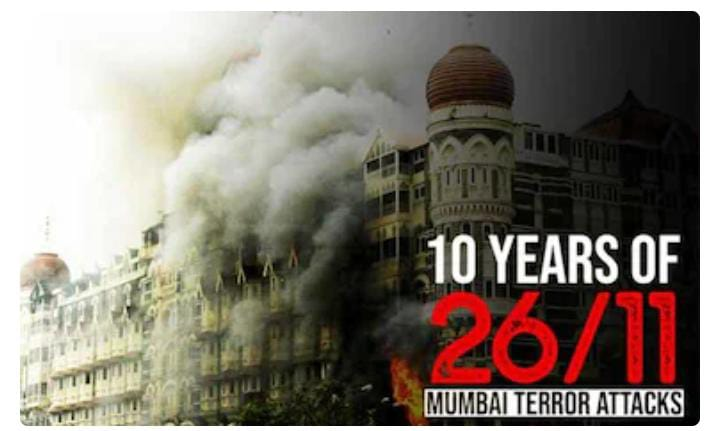 10 YEARS OF
26/11
MUMBAI TERROR ATTACKS